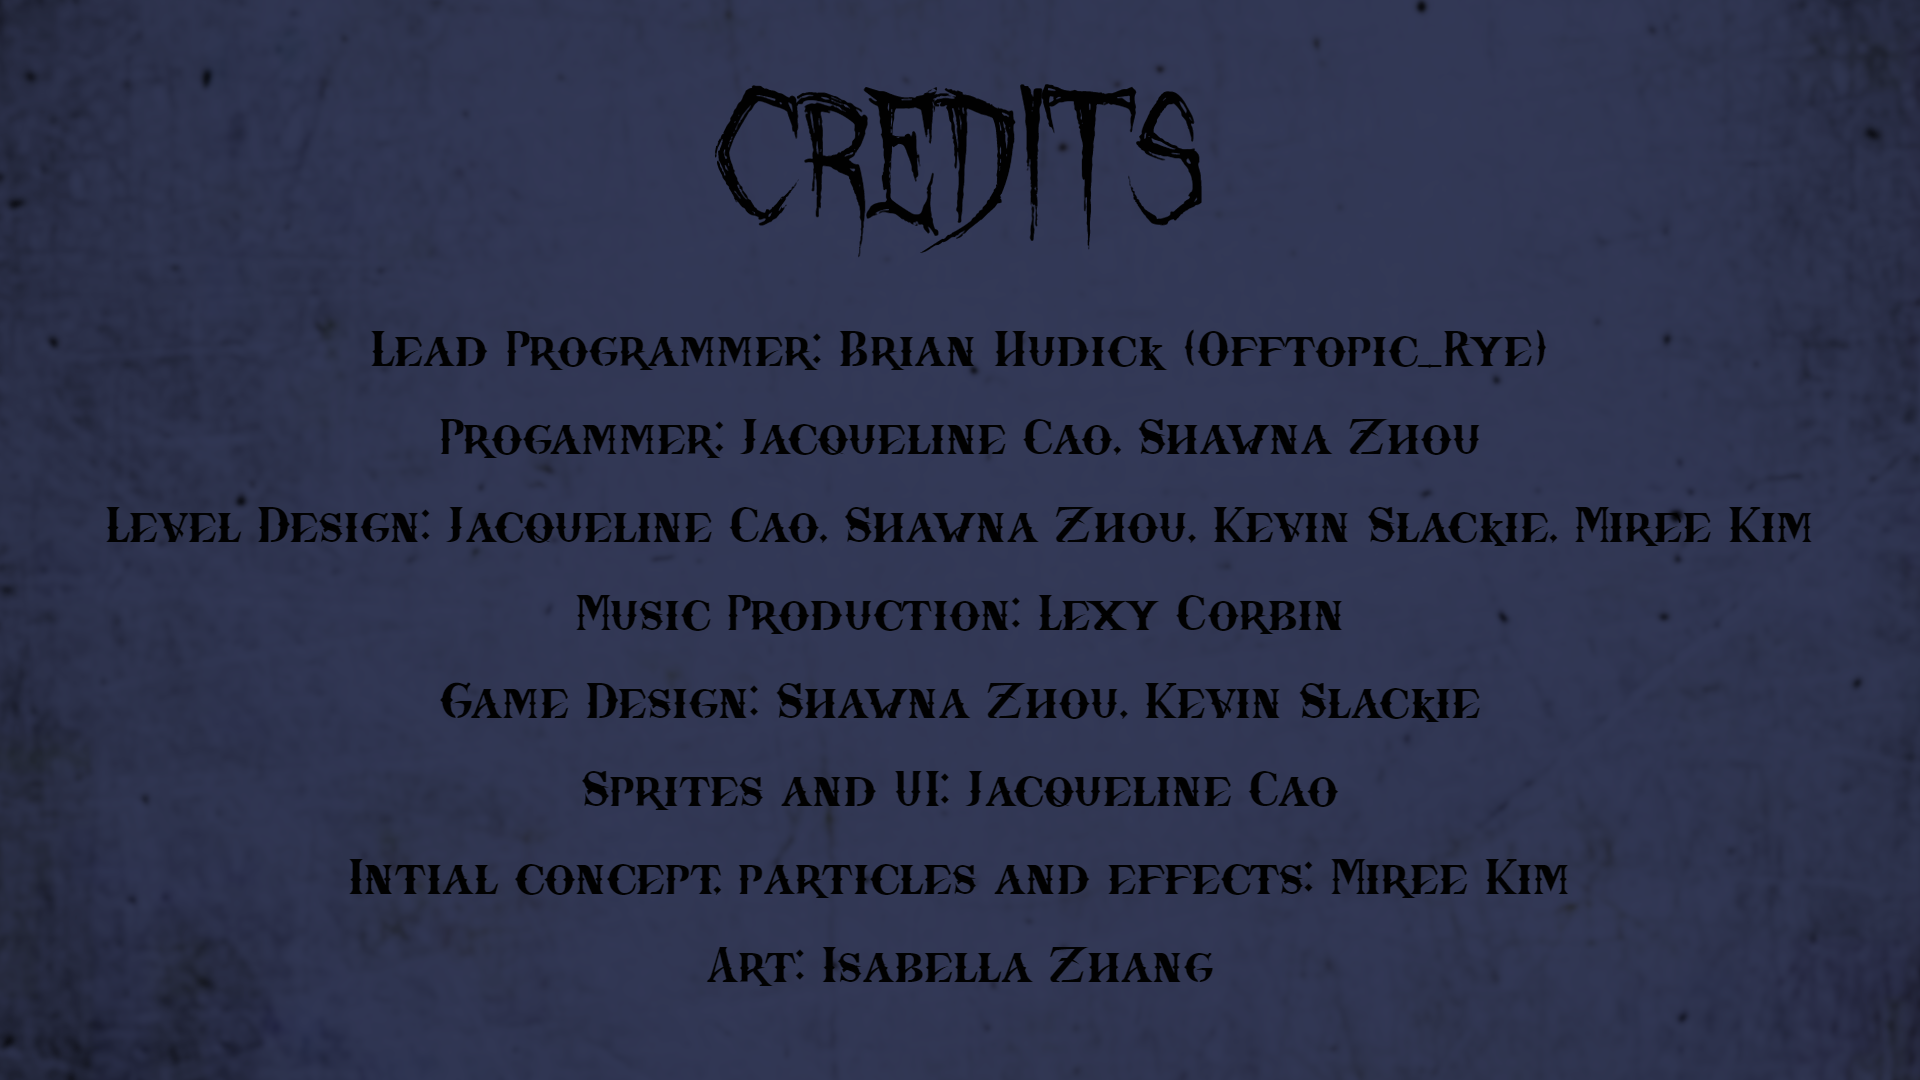 CREDITS
Lead Programmer: Brian Hudick (Offtopic_Rye)
Progammer: Jacqueline Cao, Shawna Zhou
Level Design: Jacqueline Cao, Shawna Zhou, Kevin Slackie, Miree Kim
Music Production: Lexy Corbin
Game Design: Shawna Zhou, Kevin Slackie
Sprites and UI: Jacqueline Cao
Intial concept, particles and effects: Miree Kim
Art: Isabella Zhang